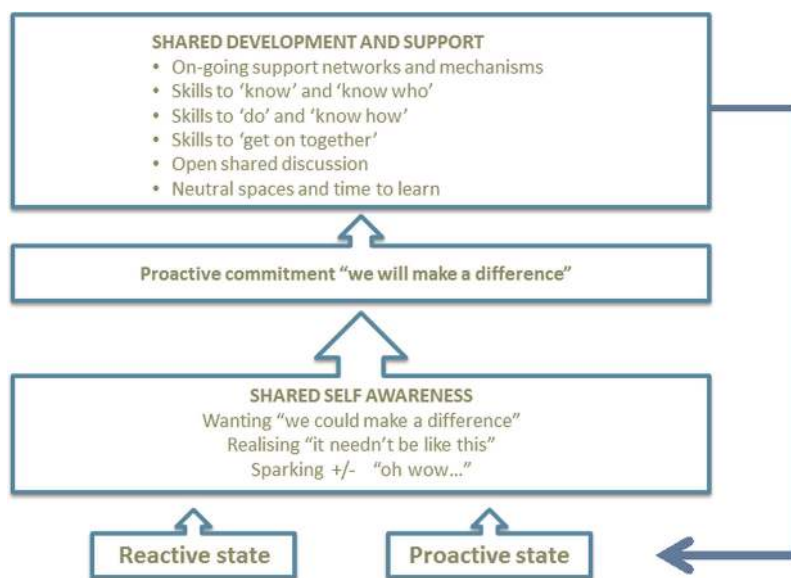 SHARED DEVELOPMENT AND SUPPORT
• On-going support networks and mechanisms
• Skills to ‘know’ and ‘know who’
• Skills to ‘do’ and ‘know how’
• Skills to ‘get on together’
• Open shared discussion
• Neutral spaces and time to learn
Proactive commitment “we will make a difference”
SHARED SELF AWARENESS
Wanting “we could make a difference”
Realising “it needn’t be like this”
Sparking +/- “oh wow...”
Reactive state
Proactive state